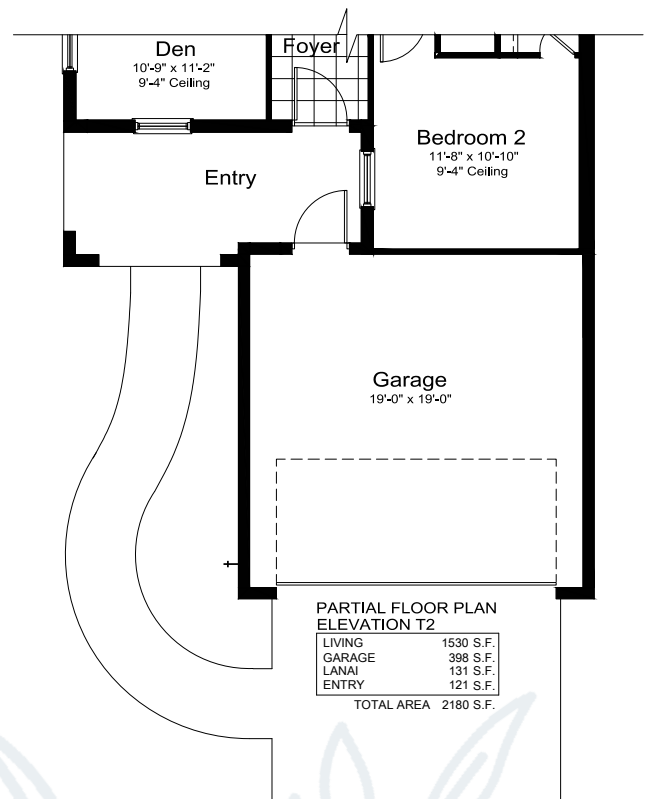 Den
10'-9" x 11'-2"
9'-4" Ceiling
Foyer
Bedroom 2
11'-8" x 10'-10"
9'-4" Ceiling
Entry
Garage
19'-0" x 19'-0"
PARTIAL FLOOR PLAN
ELEVATION T2
LIVING 1530 S.F.
GARAGE 398 S.F.
LANAI 131 S.F.
ENTRY 121 S.F.
TOTAL AREA 2180 S.F.